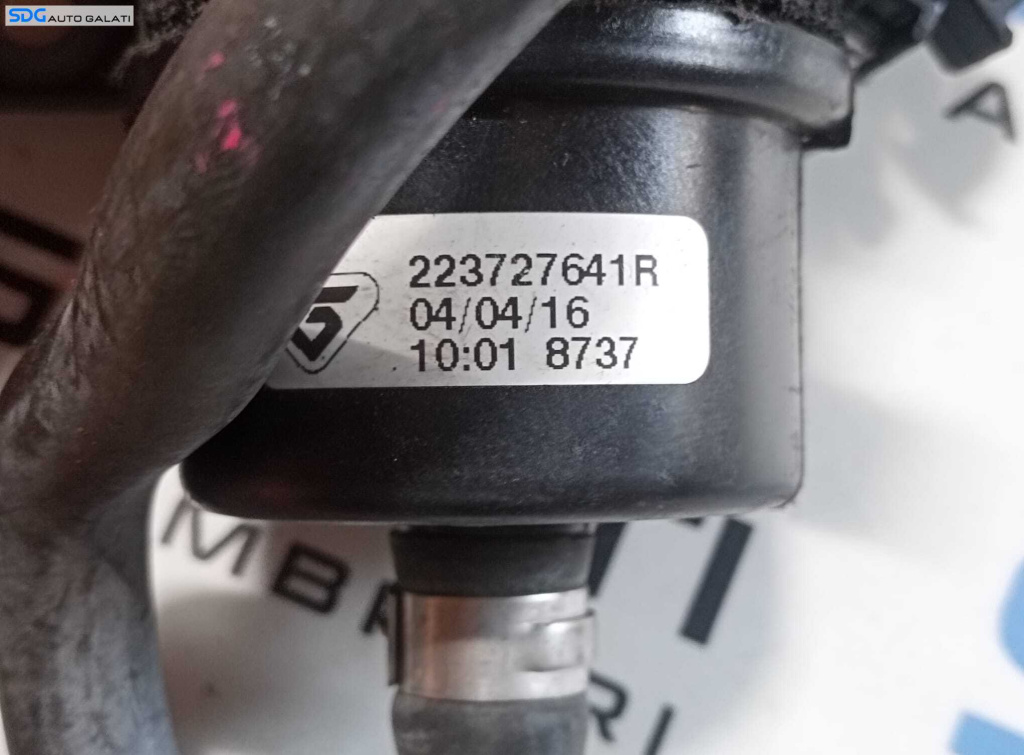 SDG AUTO GALATI
223727641R
04/04/16
10:01 8737